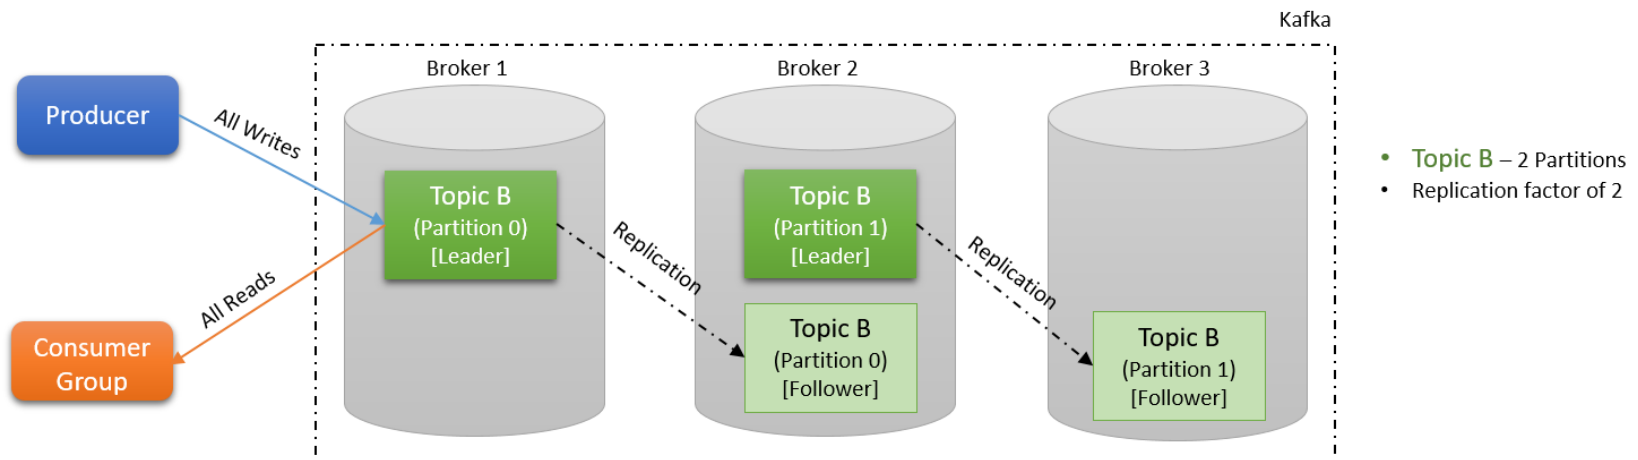 Kafka
Broker 1
Broker 2
Broker 3
Producer
All Writes
Topic B
(Partition 0)
[Leader]
Replication
Topic B
(Partition 1)
[Leader]
Replication
• Topic B – 2 Partitions
• Replication factor of 2
All Reads
Consumer
Group
Topic B
(Partition 0)
[Follower]
Topic B
(Partition 1)
[Follower]